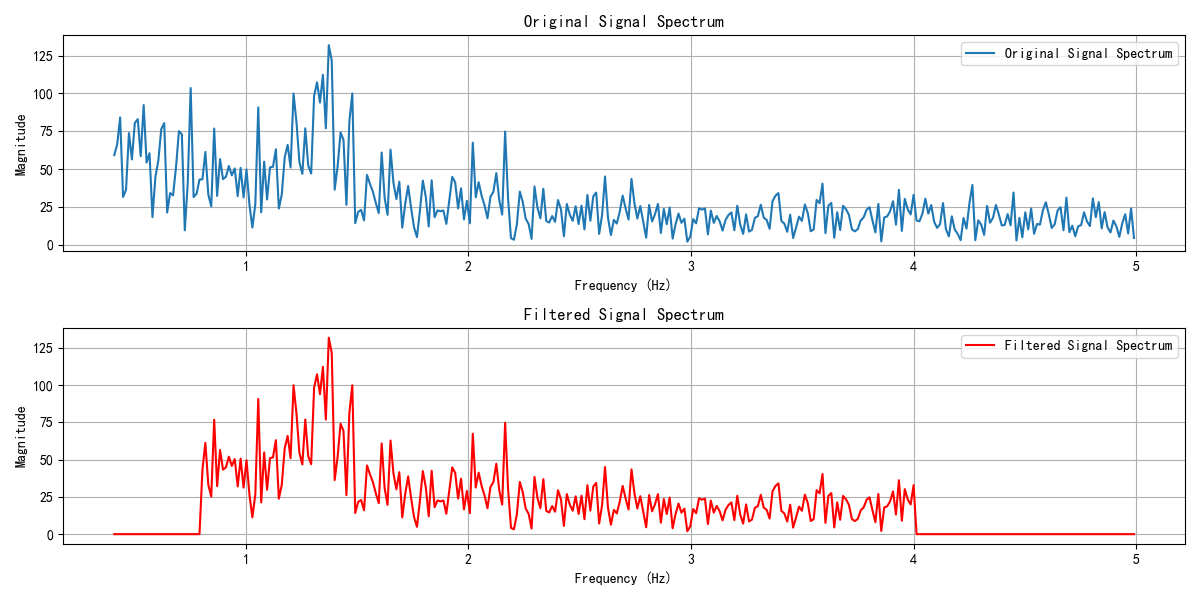 Original Signal Spectrum
Original Signal Spectrum
125
100
75
50
25
0
Magnitude
1 2 3 4 5
Frequency (Hz)
Filtered Signal Spectrum
Filtered Signal Spectrum
125
100
75
50
25
0
Magnitude
1 2 3 4 5
Frequency (Hz)